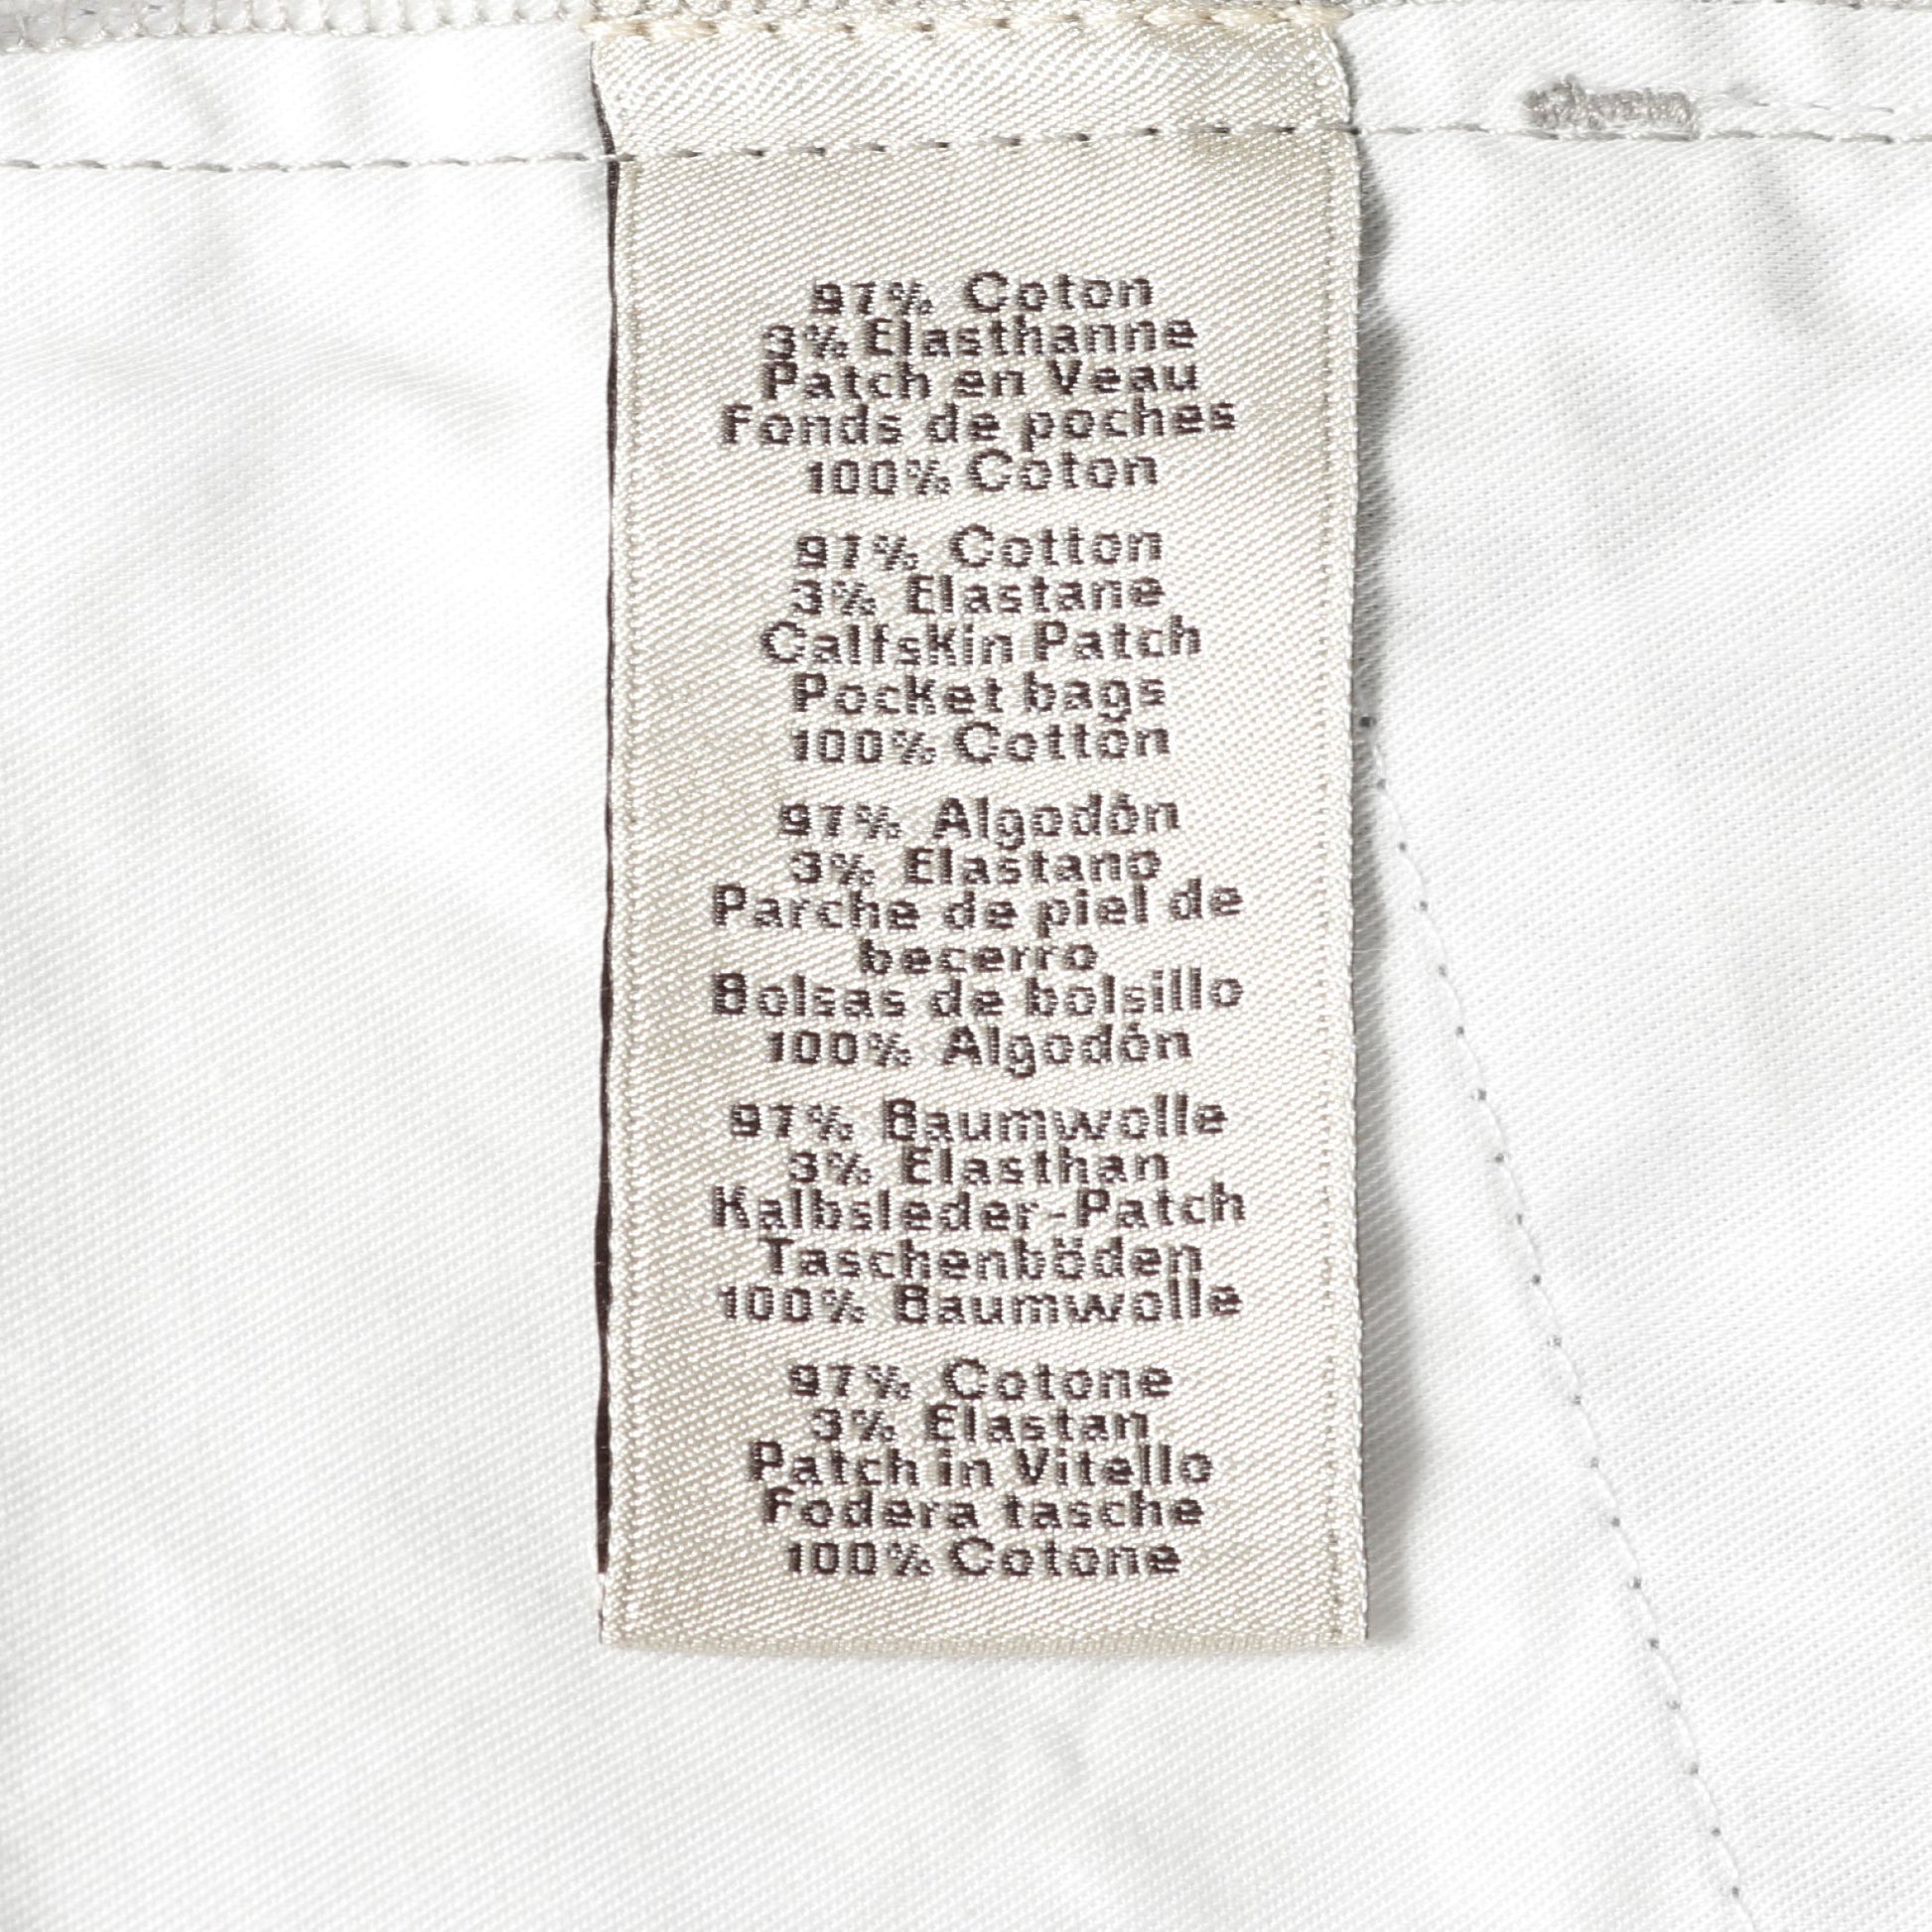 97% Coton
3% Elasthanne
Patch en Veau
Fonds de poches
100% Coton
97% Cotton
3% Elastane
Calfskin Patch
Pocket bags
100% Cotton
97% Algodón
3% Elastano
Parche de piel de
becerro
Bolsas de bolsillo
100% Algodón
97% Baumwolle
3% Elasthan
Kalbsleder-Patch
Taschenböden
100% Baumwolle
97% Cotone
3% Elastan
Patch in Vitello
Fodera tasche
100% Cotone